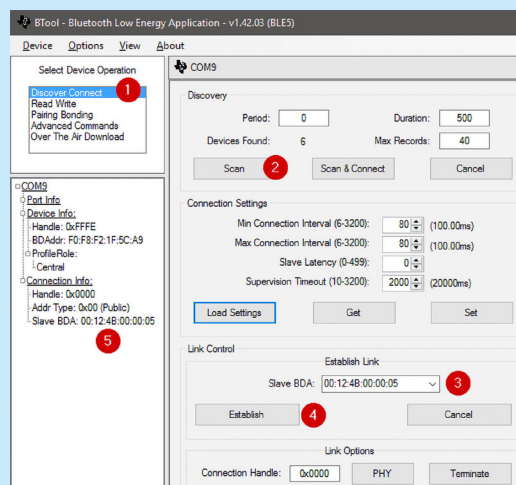 BTool - Bluetooth Low Energy Application - v1.42.03 (BLE5)
Device Options View About
Select Device Operation
Discover Connect
Read Write
Pairing Bonding
Advanced Commands
Over The Air Download
1
COM9
Port Info
Device Info:
Handle: 0xFFFE
BDAddr: F0:F8:F2:1F:5C:A9
ProfileRole:
Central
Connection Info:
Handle: 0x0000
Addr Type: 0x00 (Public)
Slave BDA: 00:12:4B:00:00:05
5
COM9
Discovery
Period: 0 Duration: 500
Devices Found: 6 Max Records: 40
Scan 2 Scan & Connect Cancel
Connection Settings
Min Connection Interval (6-3200): 80 (100.00ms)
Max Connection Interval (6-3200): 80 (100.00ms)
Slave Latency (0-499): 0
Supervision Timeout (10-3200): 2000 (20000ms)
Load Settings Get Set
Link Control
Establish Link
Slave BDA: 00:12:4B:00:00:05 3
Establish 4 Cancel
Link Options
Connection Handle: 0x0000 PHY Terminate